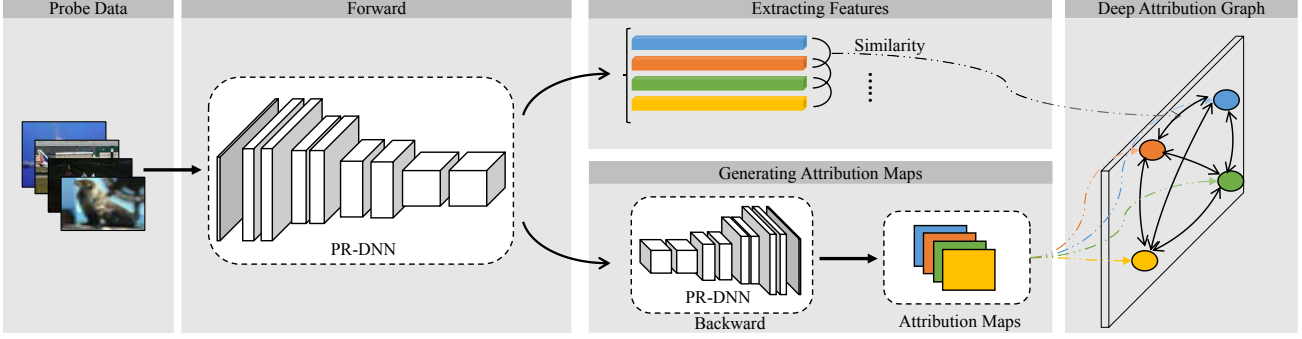 Probe Data
Forward
Extracting Features
Deep Attribution Graph
Similarity
PR-DNN
Generating Attribution Maps
PR-DNN
Backward
Attribution Maps